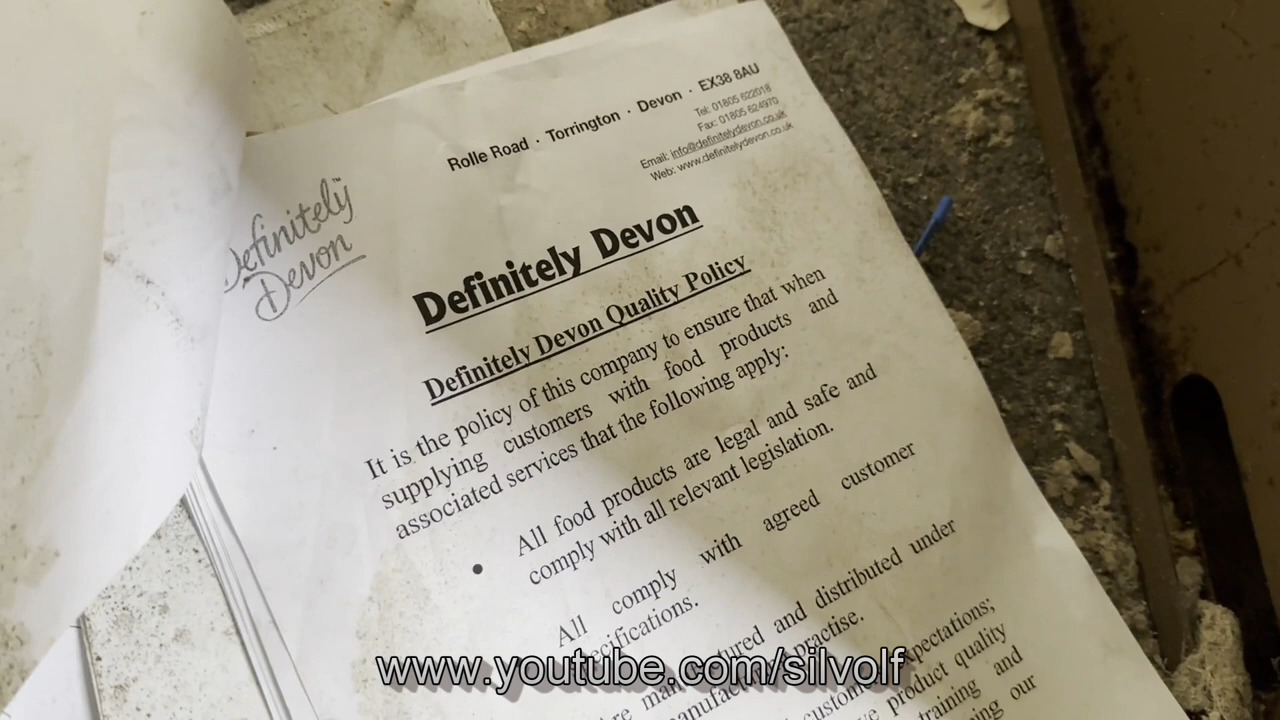 Rolle Road · Torrington · Devon · EX38 8AU
Tel: 01805 622018
Fax: 01805 624970
Email: info@definitelydevon.co.uk
Web: www.definitelydevon.co.uk
Definitely™
Devon
Definitely Devon
Definitely Devon Quality Policy
It is the policy of this company to ensure that when
supplying customers with food products and
associated services that the following apply:
• All food products are legal and safe and
comply with all relevant legislation.
All comply with agreed customer
and distributed under
practise.
product quality
and
our
www.youtube.com/silvolf